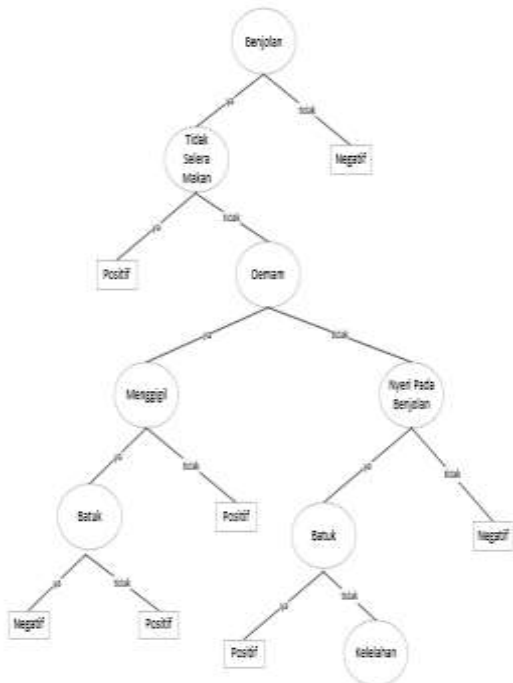 Benjolan
ya
tidak
Tidak
Selera
Makan
Negatif
ya
tidak
Positif
Demam
ya
tidak
Menggigil
Nyeri Pada
Benjolan
ya
tidak
ya
tidak
Batuk
Positif
Batuk
Negatif
ya
tidak
ya
tidak
Negatif
Positif
Positif
Kelelahan